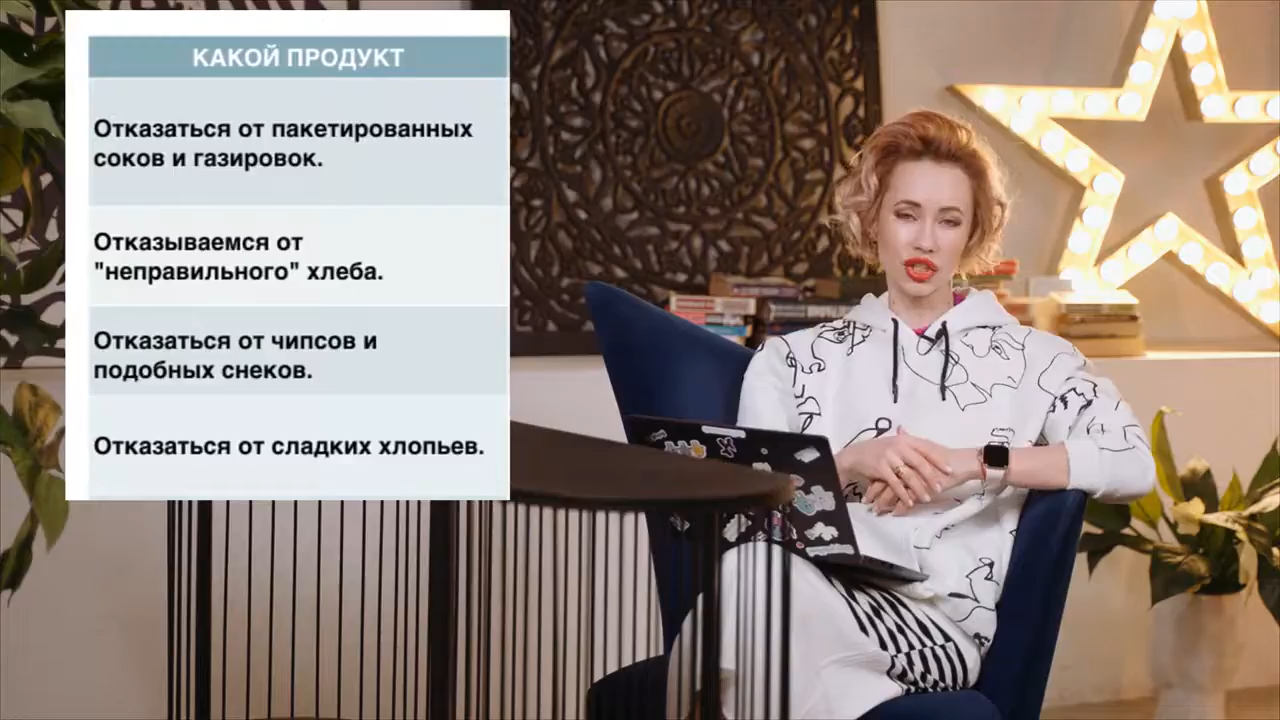 КАКОЙ ПРОДУКТ
Отказаться от пакетированных
соков и газировок.
Отказываемся от
"неправильного" хлеба.
Отказаться от чипсов и
подобных снеков.
Отказаться от сладких хлопьев.